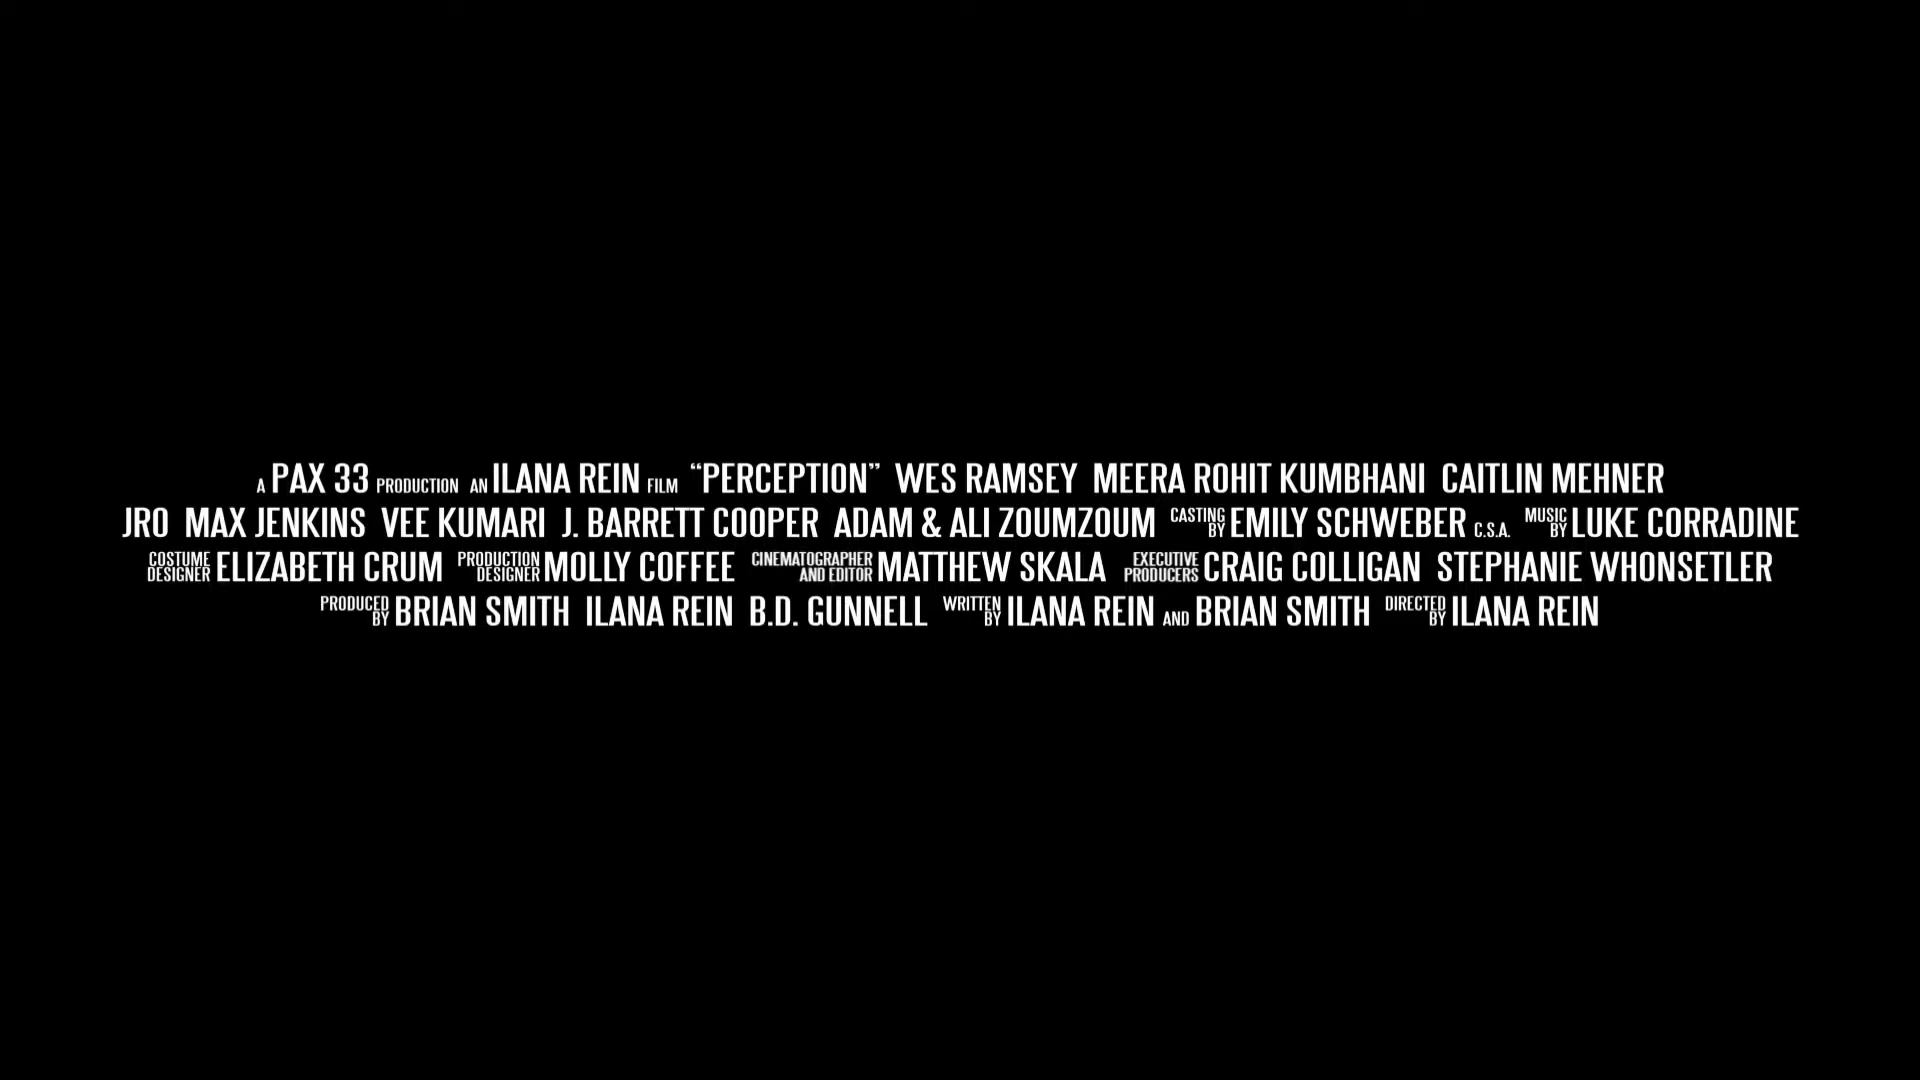 A PAX 33 PRODUCTION AN ILANA REIN FILM “PERCEPTION” WES RAMSEY MEERA ROHIT KUMBHANI CAITLIN MEHNER
JRO MAX JENKINS VEE KUMARI J. BARRETT COOPER ADAM & ALI ZOUMZOUM CASTING BY EMILY SCHWEBER C.S.A. MUSIC BY LUKE CORRADINE
COSTUME DESIGNER ELIZABETH CRUM PRODUCTION DESIGNER MOLLY COFFEE CINEMATOGRAPHER AND EDITOR MATTHEW SKALA EXECUTIVE PRODUCERS CRAIG COLLIGAN STEPHANIE WHONSETLER
PRODUCED BY BRIAN SMITH ILANA REIN B.D. GUNNELL WRITTEN BY ILANA REIN AND BRIAN SMITH DIRECTED BY ILANA REIN